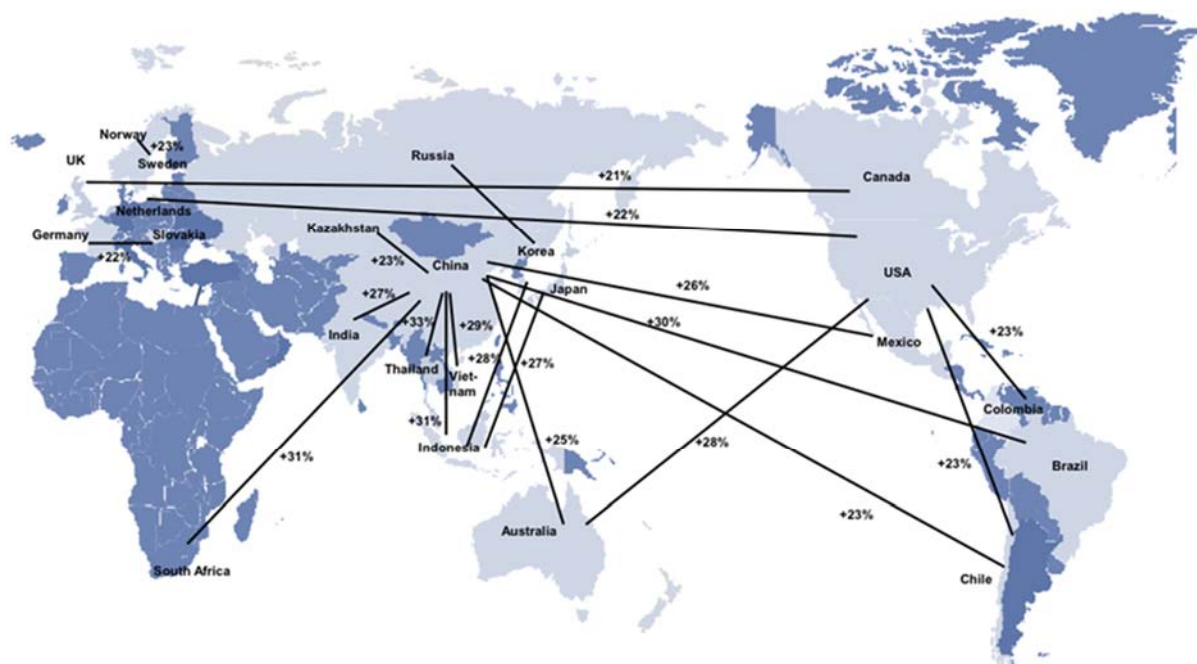 Norway
+23%
Sweden
UK
Russia
+21%
Canada
Netherlands
+22%
Germany
Slovakia
+22%
Kazakhstan
Korea
+23%
China
USA
Japan
+26%
+27%
India
+33%
+29%
+30%
+23%
Mexico
Thailand
+28%
Viet-
nam
+27%
Colombia
+31%
Indonesia
+25%
+28%
+31%
+23%
Brazil
Australia
+23%
South Africa
Chile